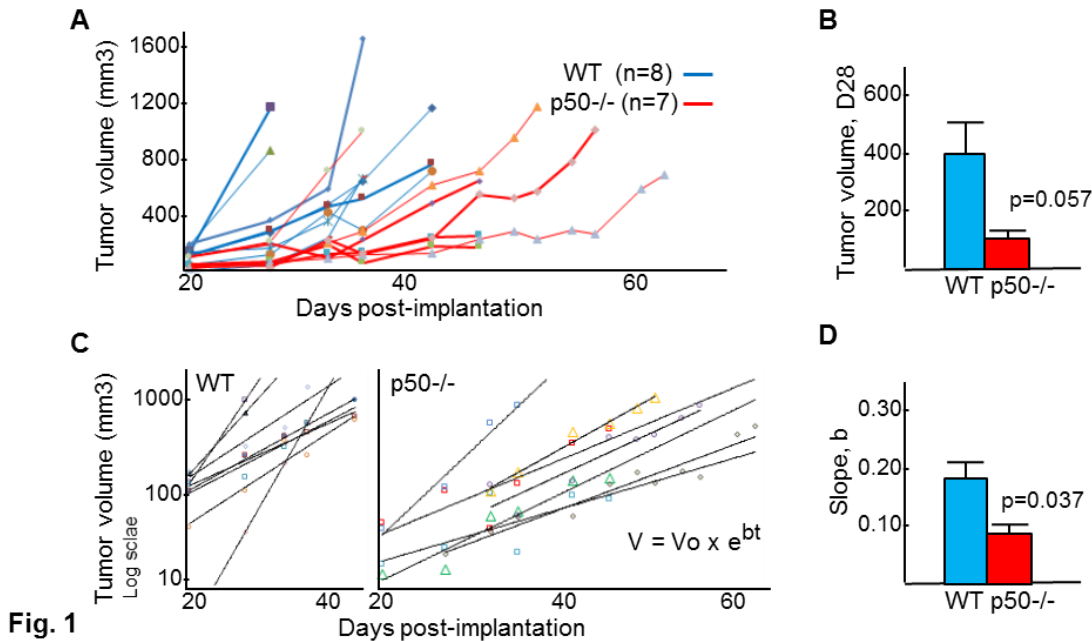 A
Tumor volume (mm3)
1600
1200
800
400
20
40
60
Days post-implantation
WT (n=8)
p50-/- (n=7)
B
Tumor volume, D28
600
400
200
p=0.057
WT p50-/-
C
Tumor volume (mm3)
Log sclae
1000
100
10
WT
20
40
p50-/-
V = Vo x e^bt
20
40
60
Days post-implantation
D
Slope, b
0.30
0.20
0.10
p=0.037
WT p50-/-
Fig. 1